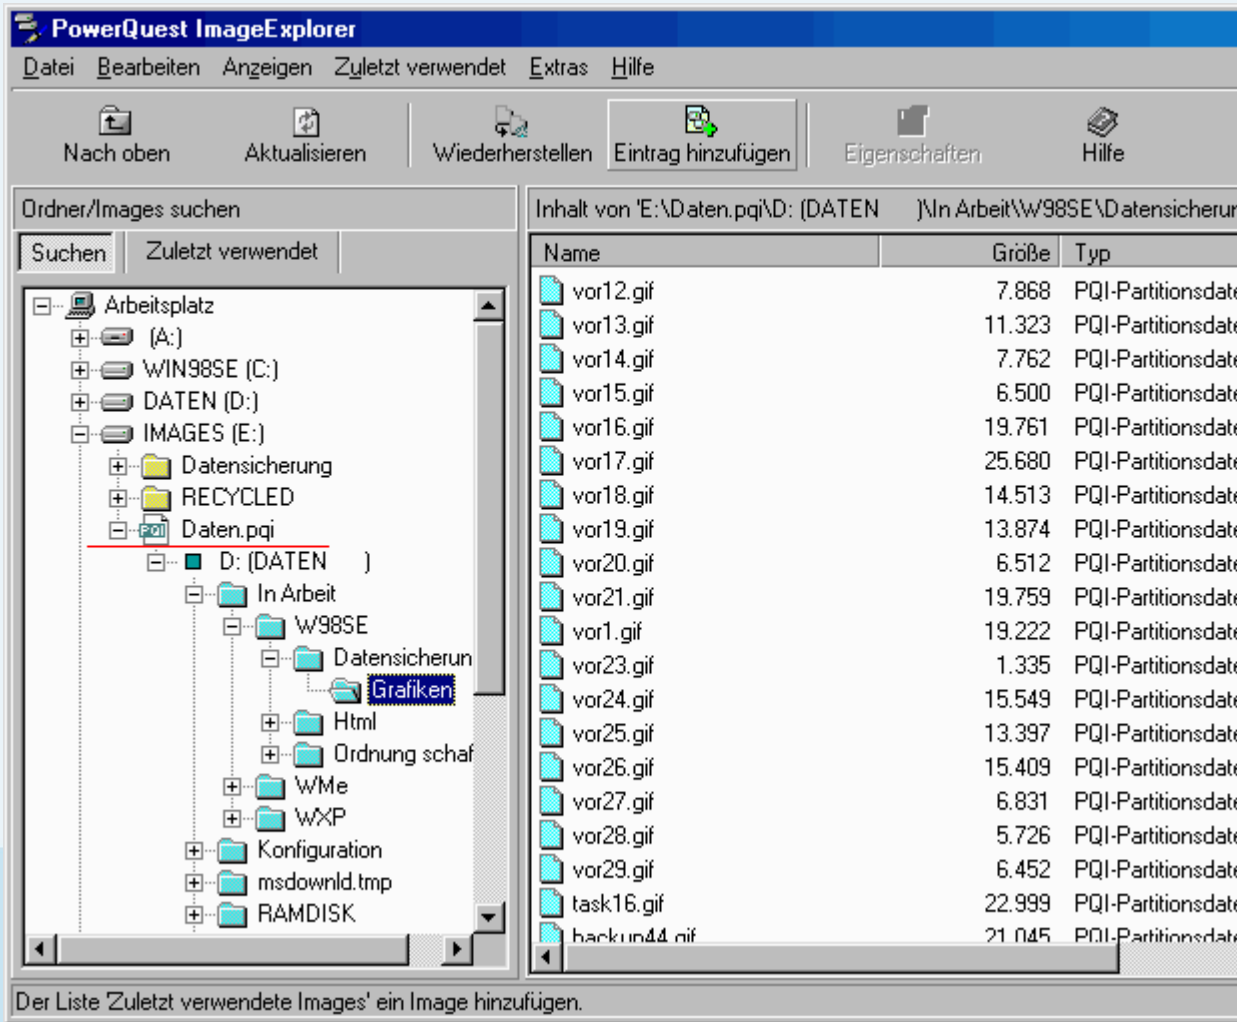 PowerQuest ImageExplorer
Datei Bearbeiten Anzeigen Zuletzt verwendet Extras Hilfe
Nach oben Aktualisieren Wiederherstellen Eintrag hinzufügen Eigenschaften Hilfe
Ordner/Images suchen
Suchen Zuletzt verwendet
Arbeitsplatz
(A:)
WIN98SE (C:)
DATEN (D:)
IMAGES (E:)
Datensicherung
RECYCLED
PQI Daten.pqi
D: (DATEN )
In Arbeit
W98SE
Datensicherun
Grafiken
Html
Ordnung schaf
WMe
WXP
Konfiguration
msdownld.tmp
RAMDISK
Inhalt von 'E:\Daten.pqi\D: (DATEN )\In Arbeit\W98SE\Datensicherun
Name Größe Typ
vor12.gif 7.868 PQI-Partitionsdate
vor13.gif 11.323 PQI-Partitionsdate
vor14.gif 7.762 PQI-Partitionsdate
vor15.gif 6.500 PQI-Partitionsdate
vor16.gif 19.761 PQI-Partitionsdate
vor17.gif 25.680 PQI-Partitionsdate
vor18.gif 14.513 PQI-Partitionsdate
vor19.gif 13.874 PQI-Partitionsdate
vor20.gif 6.512 PQI-Partitionsdate
vor21.gif 19.759 PQI-Partitionsdate
vor1.gif 19.222 PQI-Partitionsdate
vor23.gif 1.335 PQI-Partitionsdate
vor24.gif 15.549 PQI-Partitionsdate
vor25.gif 13.397 PQI-Partitionsdate
vor26.gif 15.409 PQI-Partitionsdate
vor27.gif 6.831 PQI-Partitionsdate
vor28.gif 5.726 PQI-Partitionsdate
vor29.gif 6.452 PQI-Partitionsdate
task16.gif 22.999 PQI-Partitionsdate
backup44.gif 21.045 PQI-Partitionsdate
Der Liste 'Zuletzt verwendete Images' ein Image hinzufügen.